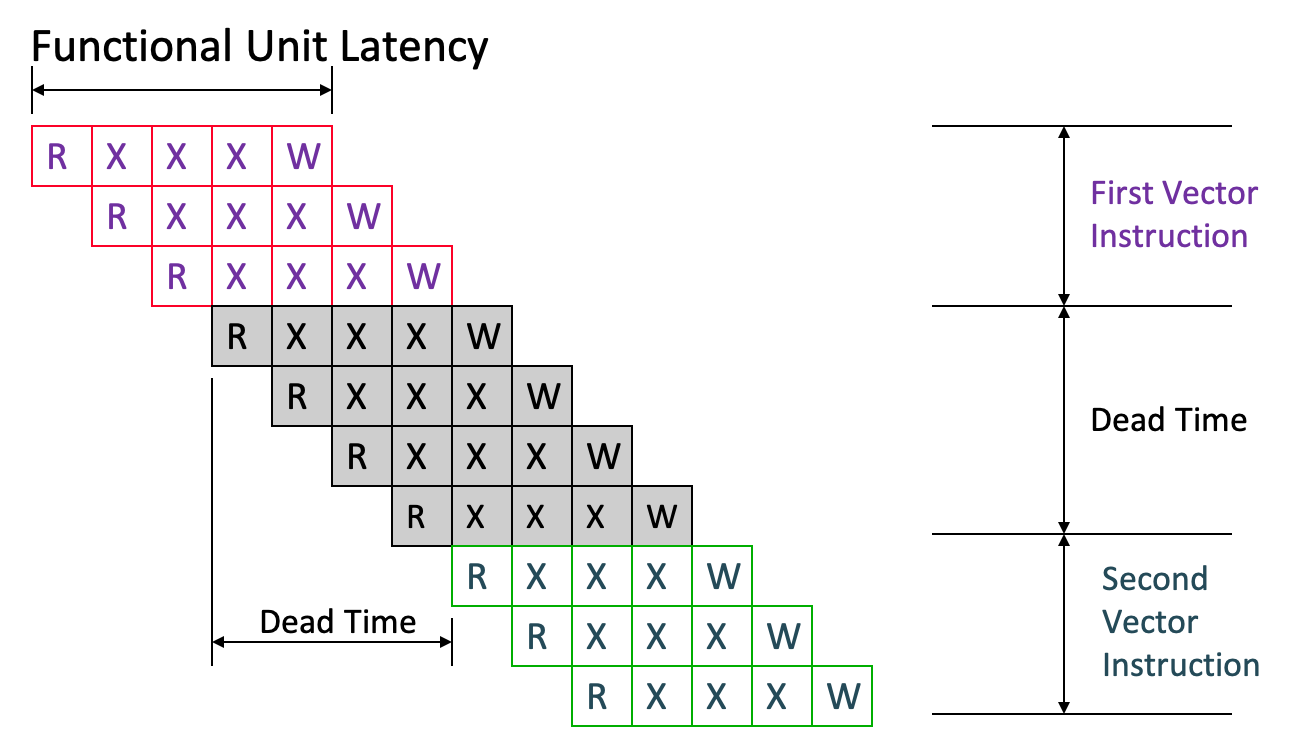 Functional Unit Latency
R X X X W
R X X X W
First Vector
Instruction
R X X X W
R X X X W
R X X X W
Dead Time
R X X X W
R X X X W
R X X X W
Second
Vector
Instruction
Dead Time
R X X X W
R X X X W